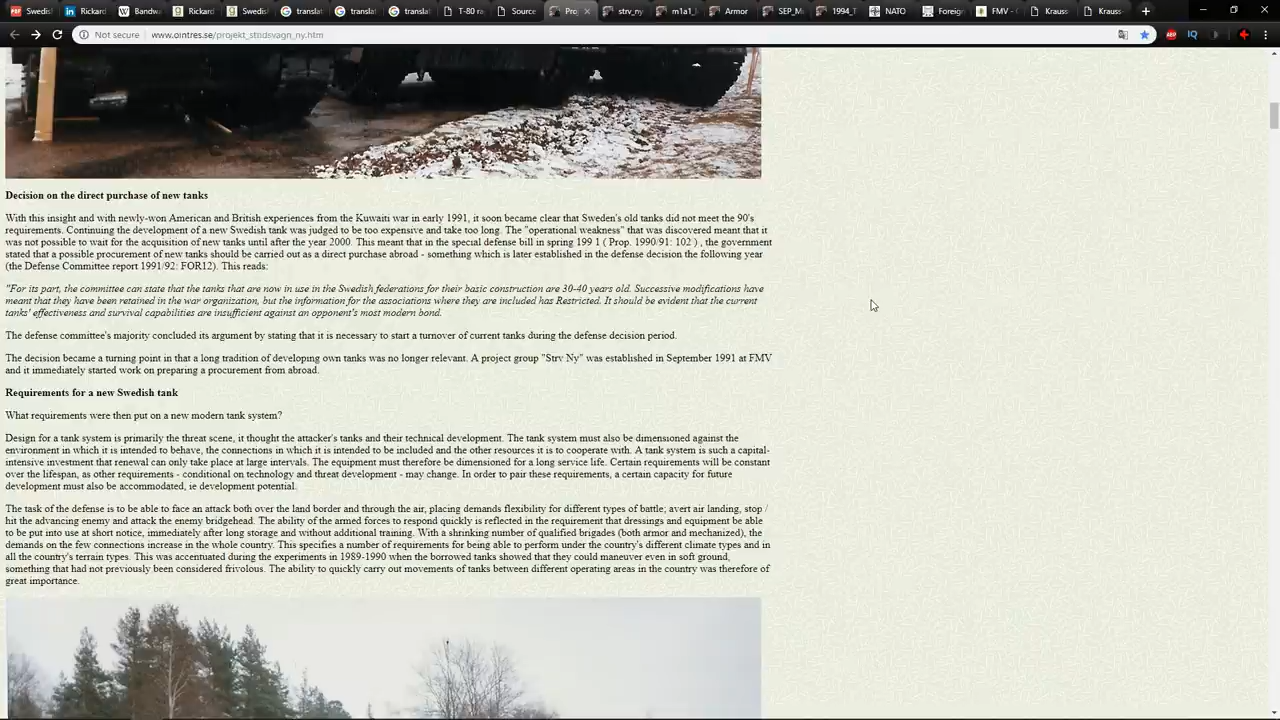 Swedis
Rickard
Bandwa
Rickard
Swedis
translat
translat
translat
T-80 ra
Source
Proj
strv_ny
m1a1_l
Armor
SEP_M
1994_T
NATO
Foreign
FMV - 
Krauss
Krauss
Not secure www.ointres.se/projekt_stridsvagn_ny.htm
Decision on the direct purchase of new tanks
With this insight and with newly-won American and British experiences from the Kuwaiti war in early 1991, it soon became clear that Sweden's old tanks did not meet the 90's
requirements. Continuing the development of a new Swedish tank was judged to be too expensive and take too long. The "operational weakness" that was discovered meant that it
was not possible to wait for the acquisition of new tanks until after the year 2000. This meant that in the special defense bill in spring 199 1 ( Prop. 1990/91: 102 ) , the government
stated that a possible procurement of new tanks should be carried out as a direct purchase abroad - something which is later established in the defense decision the following year
(the Defense Committee report 1991/92: FOR12). This reads:
"For its part, the committee can state that the tanks that are now in use in the Swedish federations for their basic construction are 30-40 years old. Successive modifications have
meant that they have been retained in the war organization, but the information for the associations where they are included has Restricted. It should be evident that the current
tanks' effectiveness and survival capabilities are insufficient against an opponent's most modern bond.
The defense committee's majority concluded its argument by stating that it is necessary to start a turnover of current tanks during the defense decision period.
The decision became a turning point in that a long tradition of developing own tanks was no longer relevant. A project group "Strv Ny" was established in September 1991 at FMV
and it immediately started work on preparing a procurement from abroad.
Requirements for a new Swedish tank
What requirements were then put on a new modern tank system?
Design for a tank system is primarily the threat scene, it thought the attacker's tanks and their technical development. The tank system must also be dimensioned against the
environment in which it is intended to behave, the connections in which it is intended to be included and the other resources it is to cooperate with. A tank system is such a capital-
intensive investment that renewal can only take place at large intervals. The equipment must therefore be dimensioned for a long service life. Certain requirements will be constant
over the lifespan, as other requirements - conditional on technology and threat development - may change. In order to pair these requirements, a certain capacity for future
development must also be accommodated, ie development potential.
The task of the defense is to be able to face an attack both over the land border and through the air, placing demands flexibility for different types of battle; avert air landing, stop /
hit the advancing enemy and attack the enemy bridgehead. The ability of the armed forces to respond quickly is reflected in the requirement that dressings and equipment be able
to be put into use at short notice, immediately after long storage and without additional training. With a shrinking number of qualified brigades (both armor and mechanized), the
demands on the few connections increase in the whole country. This specifies a number of requirements for being able to perform under the country's different climate types and in
all the country's terrain types. This was accentuated during the experiments in 1989-1990 when the borrowed tanks showed that they could maneuver even in soft ground,
something that had not previously been considered frivolous. The ability to quickly carry out movements of tanks between different operating areas in the country was therefore of
great importance.